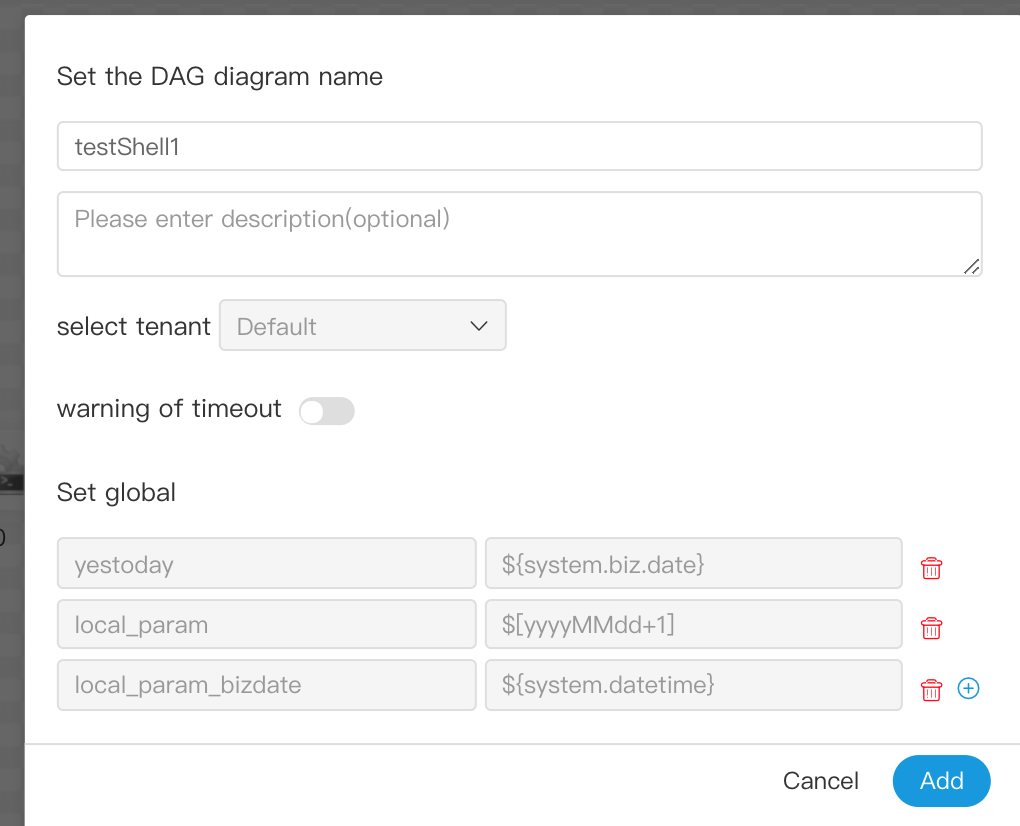 Set the DAG diagram name
testShell1
Please enter description(optional)
select tenant Default
warning of timeout
Set global
yestoday ${system.biz.date}
local_param $[yyyyMMdd+1]
local_param_bizdate ${system.datetime}
Cancel Add